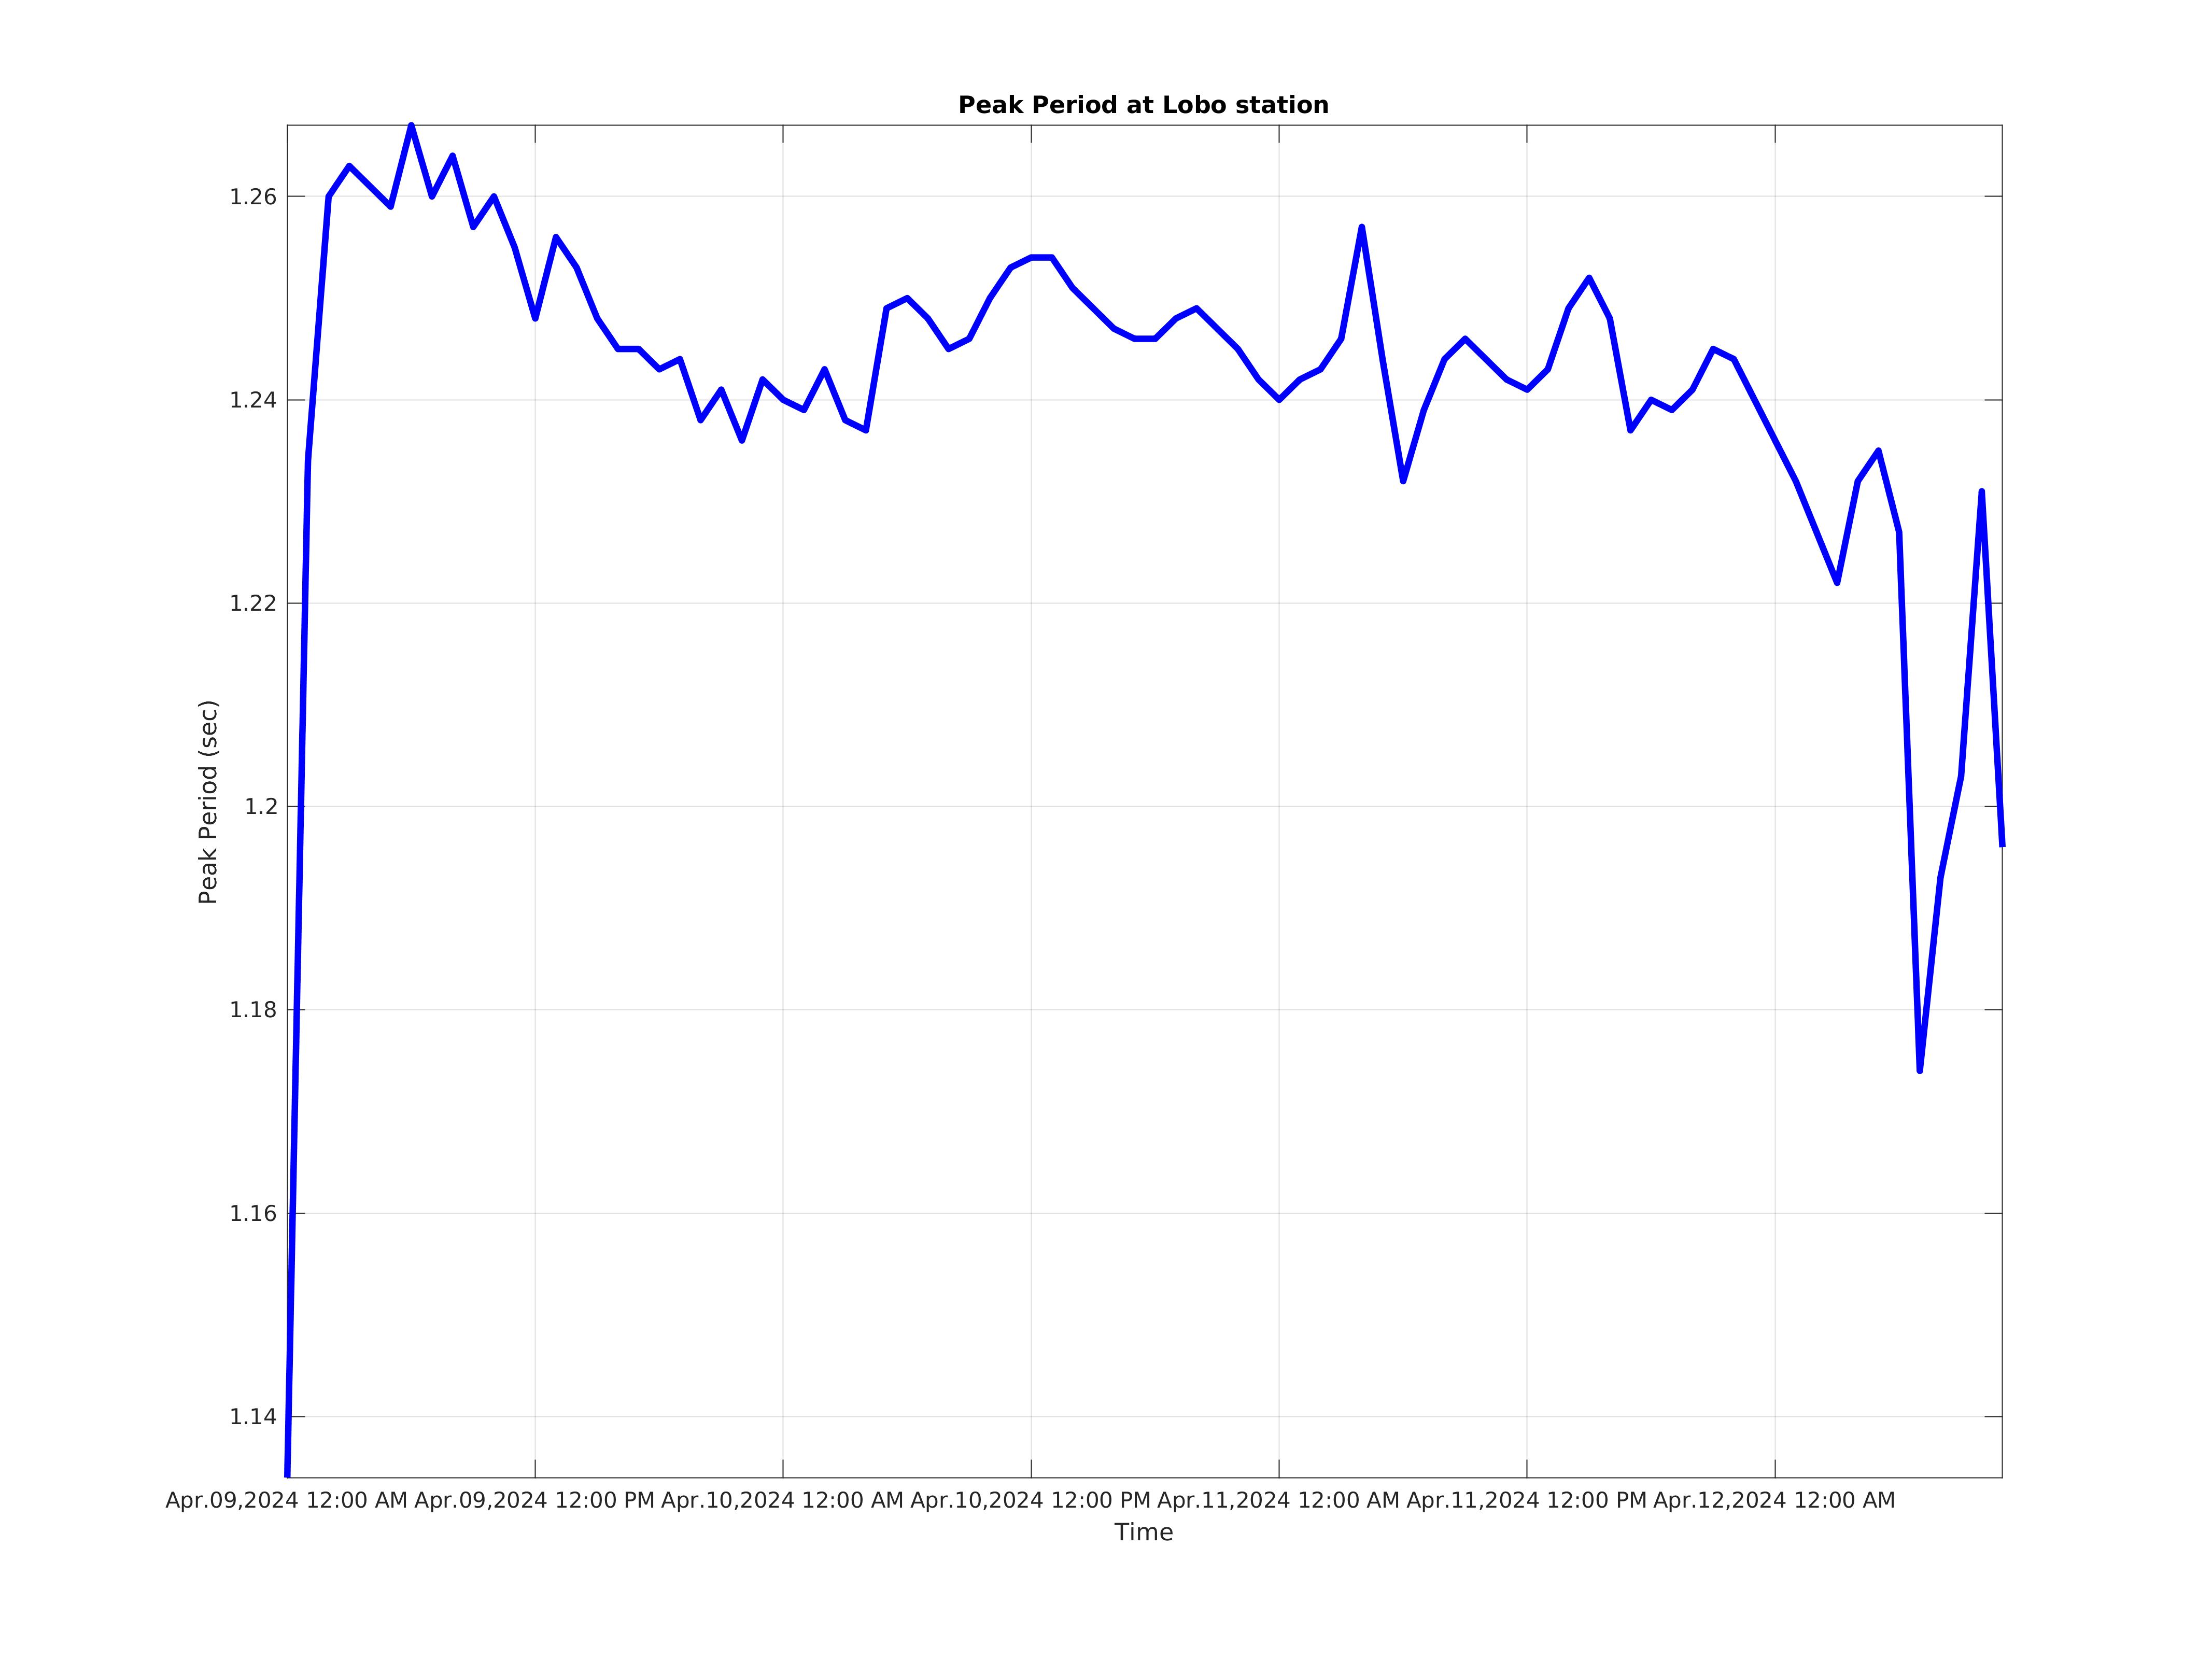 Peak Period at Lobo station
1.26
1.24
1.22
1.2
1.18
1.16
1.14
Peak Period (sec)
Apr.09,2024 12:00 AM Apr.09,2024 12:00 PM Apr.10,2024 12:00 AM Apr.10,2024 12:00 PM Apr.11,2024 12:00 AM Apr.11,2024 12:00 PM Apr.12,2024 12:00 AM
Time